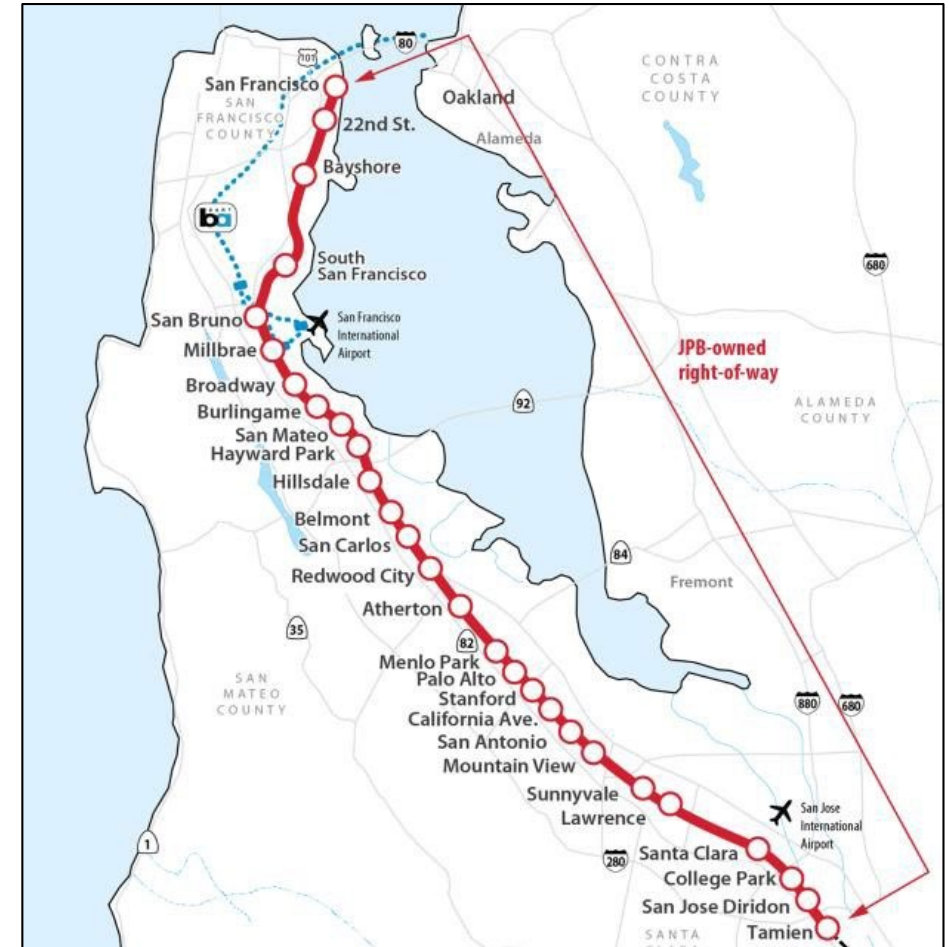 80
101
San Francisco
SAN
FRANCISCO
COUNTY
22nd St.
Bayshore
Oakland
Alameda
CONTRA
COSTA
COUNTY
ba
South
San Francisco
680
San Bruno
San Francisco
International
Airport
Millbrae
JPB-owned
right-of-way
Broadway
92
ALAMEDA
COUNTY
Burlingame
San Mateo
Hayward Park
Hillsdale
Belmont
San Carlos
84
Redwood City
Fremont
Atherton
35
82
Menlo Park
Palo Alto
SAN
MATEO
COUNTY
Stanford
880
680
California Ave.
San Antonio
Mountain View
Sunnyvale
Lawrence
San Jose
International
Airport
1
280
Santa Clara
College Park
San Jose Diridon
Tamien
SANTA